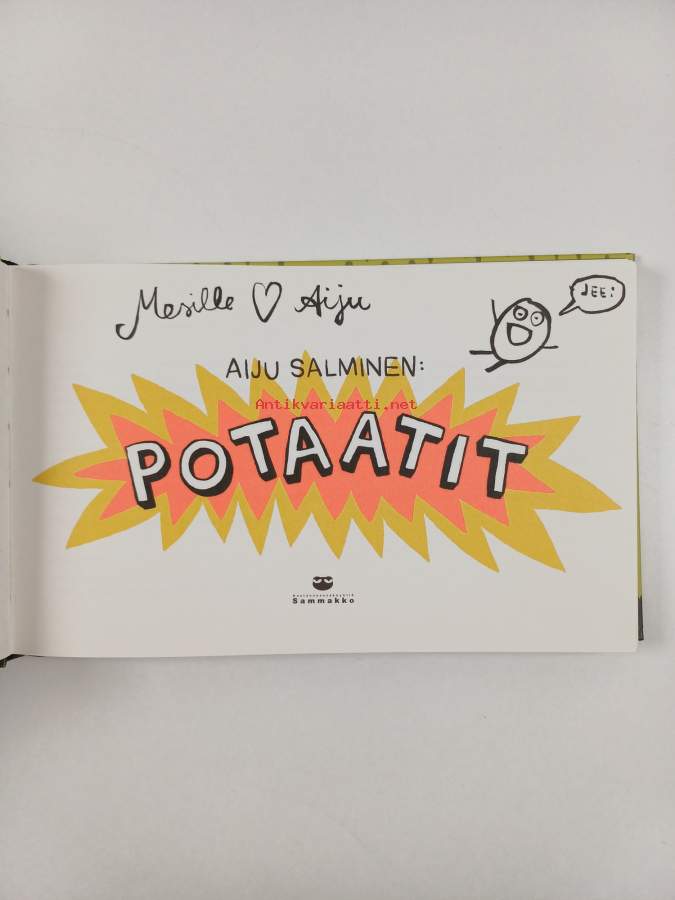 Mesille ♡ Aiju
JEE!
AIJU SALMINEN:
Antikvariaatti.net
POTAATIT
Sammakko